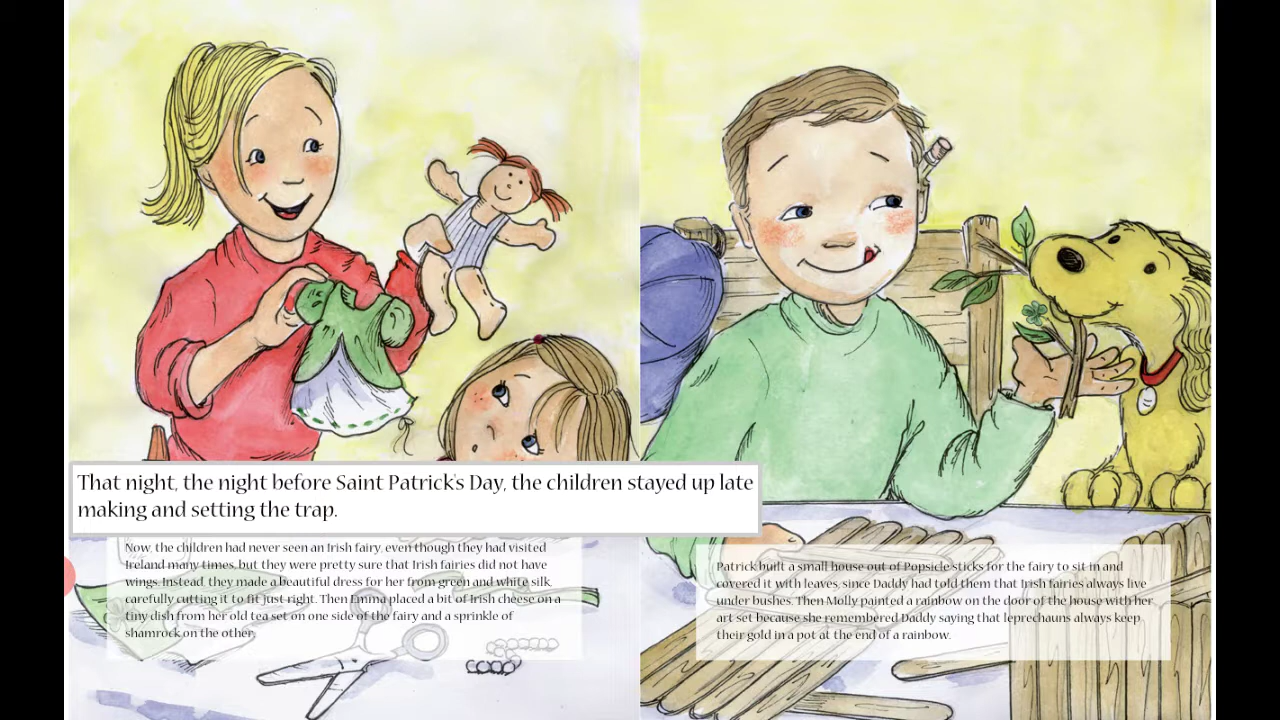 That night, the night before Saint Patrick's Day, the children stayed up late
making and setting the trap.
Now, the children had never seen an Irish fairy, even though they had visited
Ireland many times, but they were pretty sure that Irish fairies did not have
wings. Instead, they made a beautiful dress for her from green and white silk,
carefully cutting it to fit just right. Then Emma placed a bit of Irish cheese on a
tiny dish from her old tea set on one side of the fairy and a sprinkle of
shamrock on the other.
Patrick built a small house out of Popsicle sticks for the fairy to sit in and
covered it with leaves, since Daddy had told them that Irish fairies always live
under bushes. Then Molly painted a rainbow on the door of the house with her
art set because she remembered Daddy saying that leprechauns always keep
their gold in a pot at the end of a rainbow.